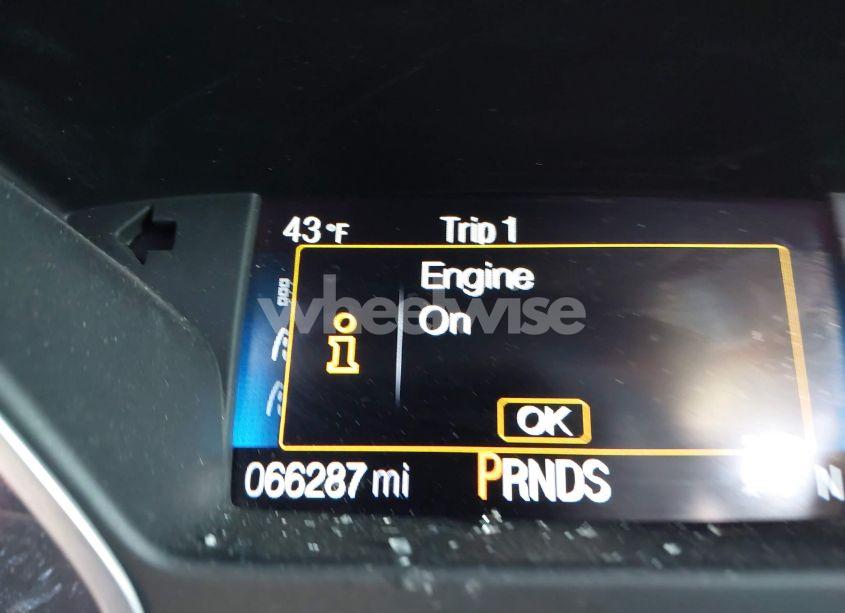 43°F Trip 1
Engine
On
wheelwise
i
OK
066287 mi PRNDS N